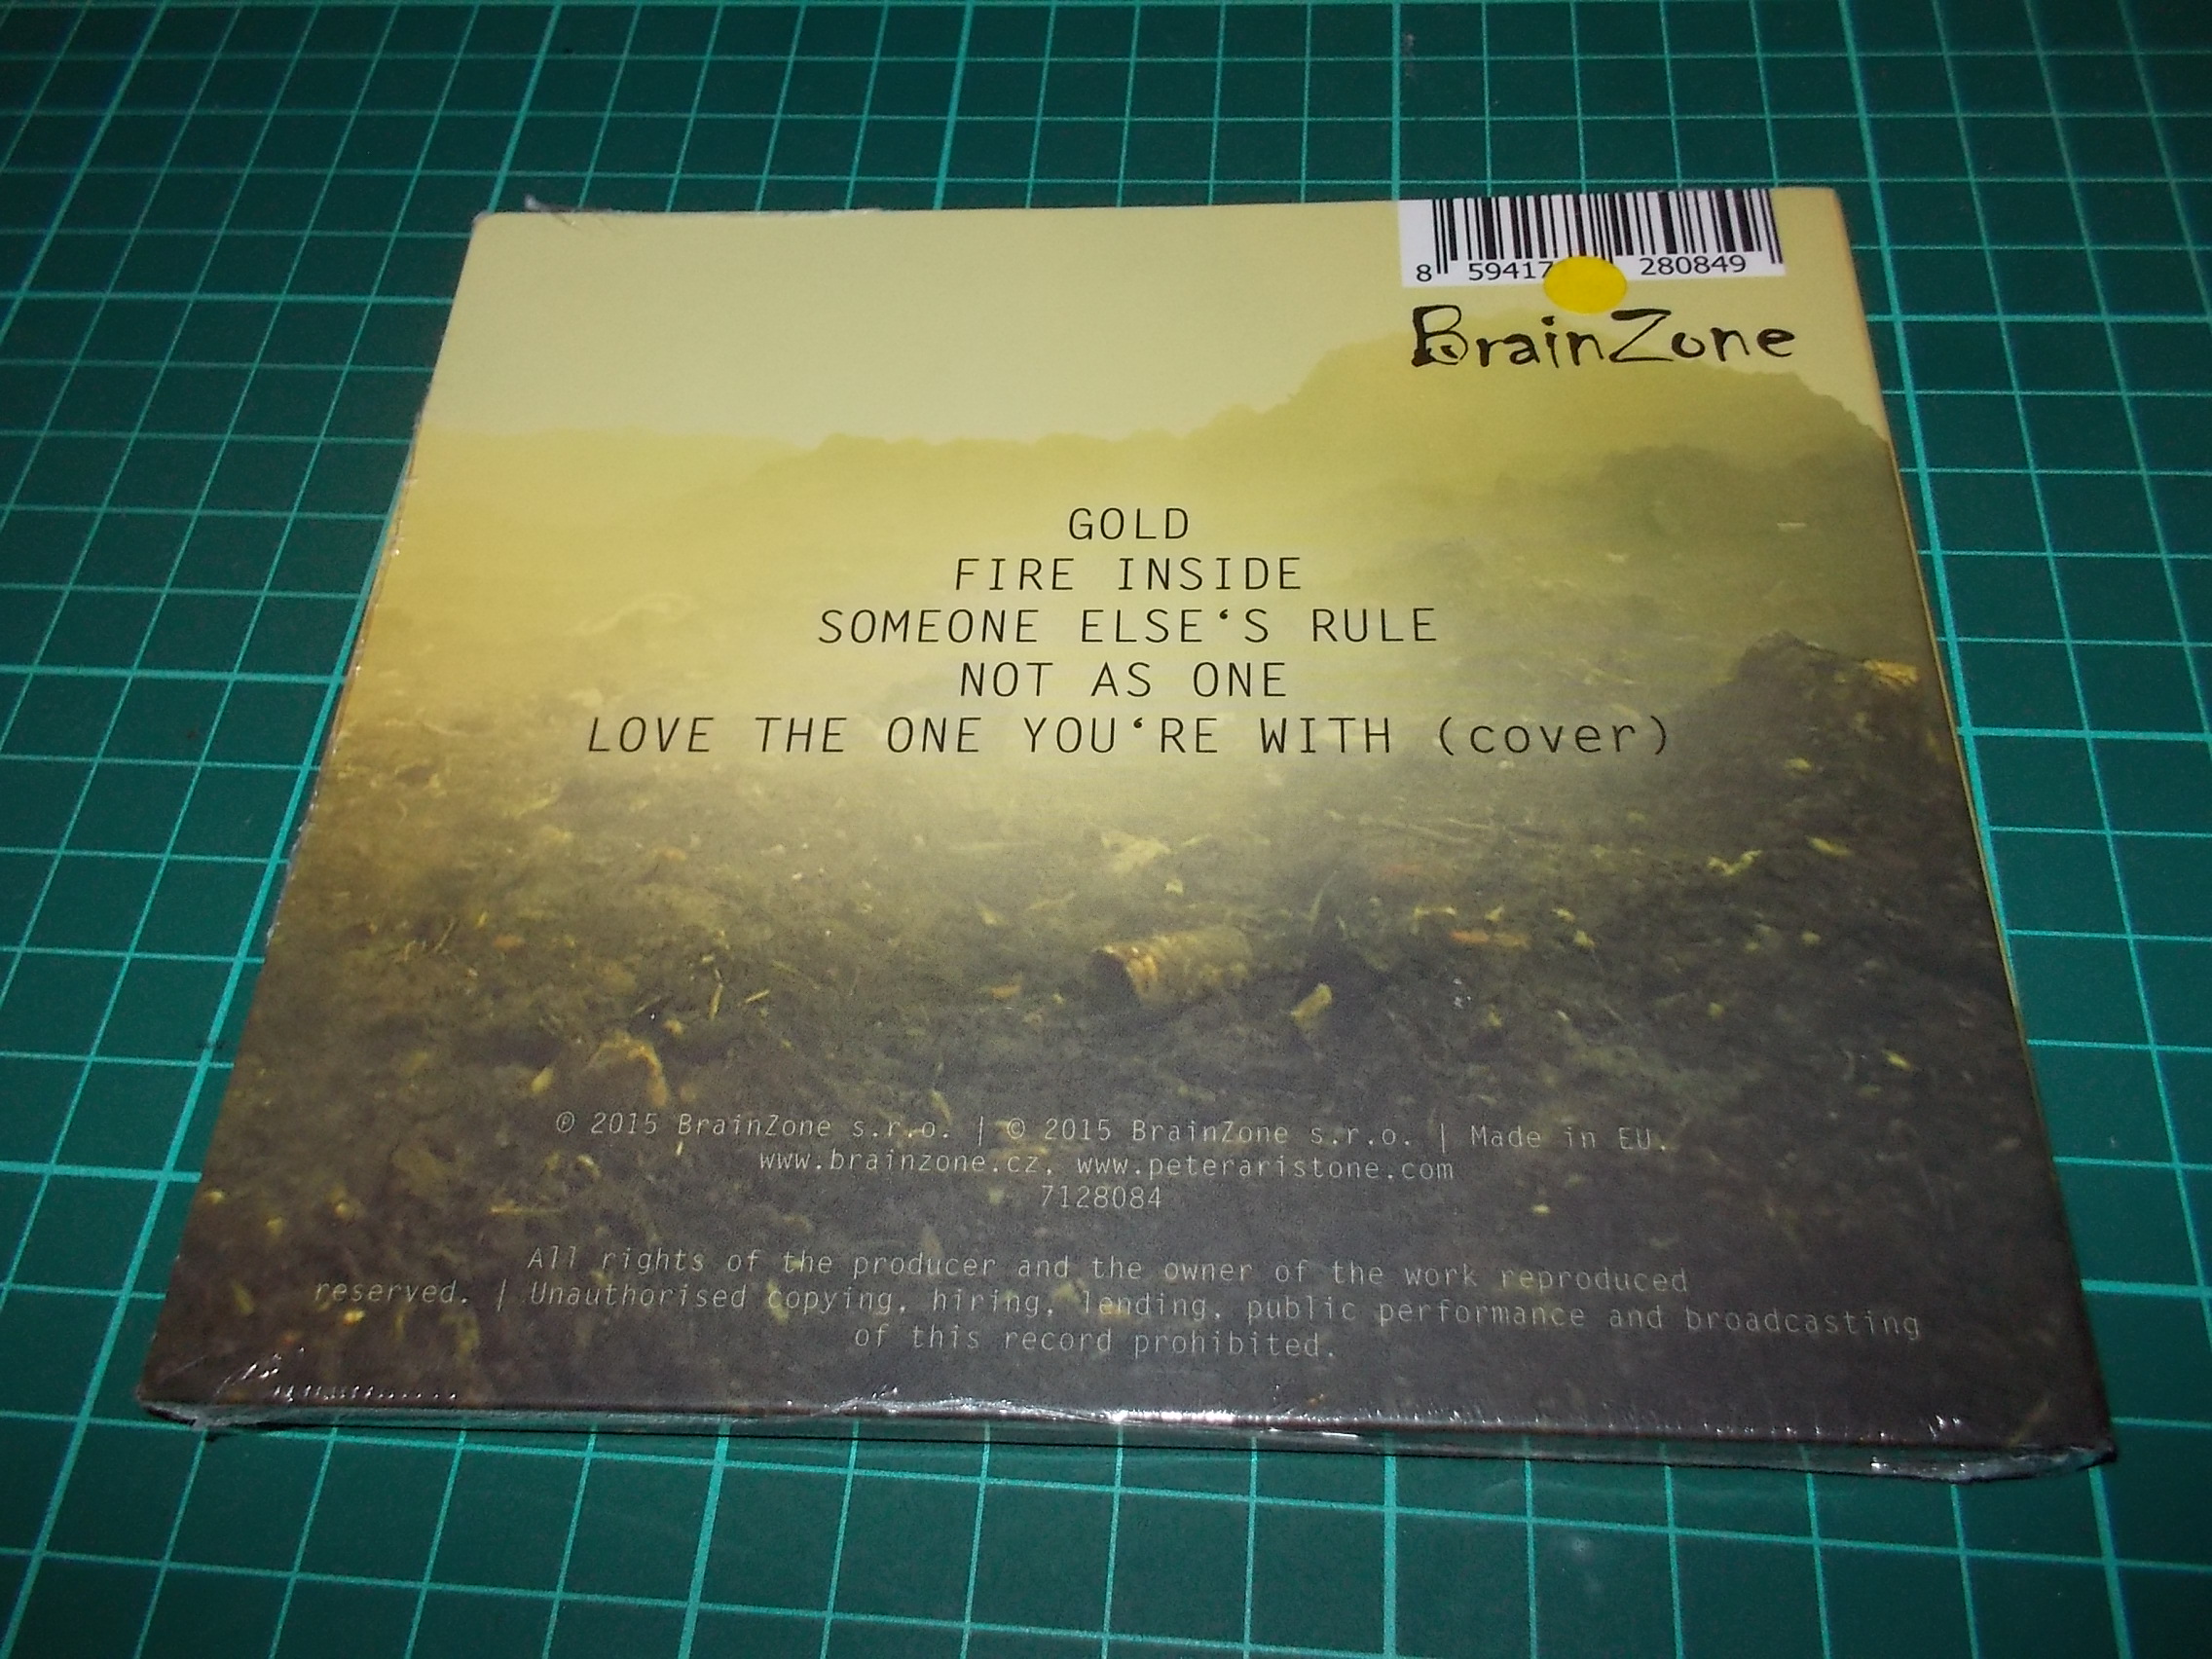 8 59417 280849
BrainZone
GOLD
FIRE INSIDE
SOMEONE ELSE‘S RULE
NOT AS ONE
LOVE THE ONE YOU‘RE WITH (cover)
℗ 2015 BrainZone s.r.o. | © 2015 BrainZone s.r.o. | Made in EU.
www.brainzone.cz, www.peteraristone.com
7128084
All rights of the producer and the owner of the work reproduced
reserved. | Unauthorised copying, hiring, lending, public performance and broadcasting
of this record prohibited.